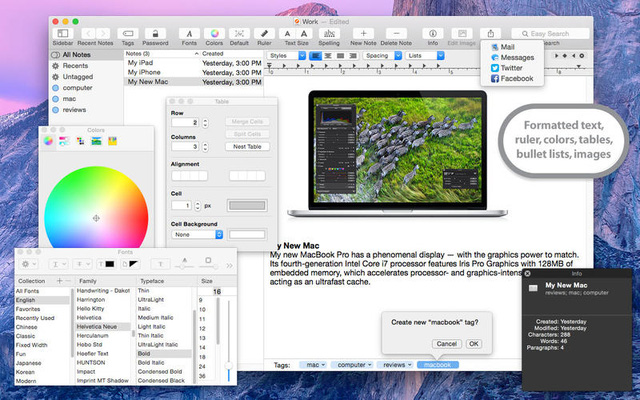 Work — Edited
Sidebar Recent Notes Tags Password Fonts Colors Default Ruler Text Size Spelling New Note Delete Note Info Edit Image Search
Easy Search
All Notes
Recents
Untagged
computer
mac
reviews
Notes (3) Created
My iPad Yesterday, 3:00 PM
My iPhone Yesterday, 3:00 PM
My New Mac Yesterday, 3:00 PM
Styles Spacing Lists
Mail
Messages
Twitter
Facebook
Formatted text,
ruler, colors, tables,
bullet lists, images
Table
Row
2
Merge Cells
Split Cells
Columns
3
Nest Table
Alignment
Cell
1 px
Cell Background
None
Colors
y New Mac
My new MacBook Pro has a phenomenal display — with the graphics power to match.
Its fourth-generation Intel Core i7 processor features Iris Pro Graphics with 128MB of
embedded memory, which accelerates processor- and graphics-intens
acting as an ultrafast cache.
Fonts
Collection Family Typeface Size
All Fonts Handwriting - Dakot Thin 16
English Harrington UltraLight 9
Favorites Hello Kitty Light 10
Recently Used Helvetica UltraLight Italic 11
Chinese Helvetica Neue Thin Italic 12
Classic Herculanum Light Italic 13
Fixed Width Hobo Std Italic 14
Fun Hoefler Text Bold 18
Japanese HUNTSON Bold Italic 24
Korean Impact Condensed Bold 36
Modern Imprint MT Shadow Condensed Black
Create new "macbook" tag?
Cancel OK
Tags: mac computer reviews macbook
Info
My New Mac
reviews; mac; computer
Created: Yesterday
Modified: Yesterday
Characters: 288
Words: 46
Paragraphs: 4